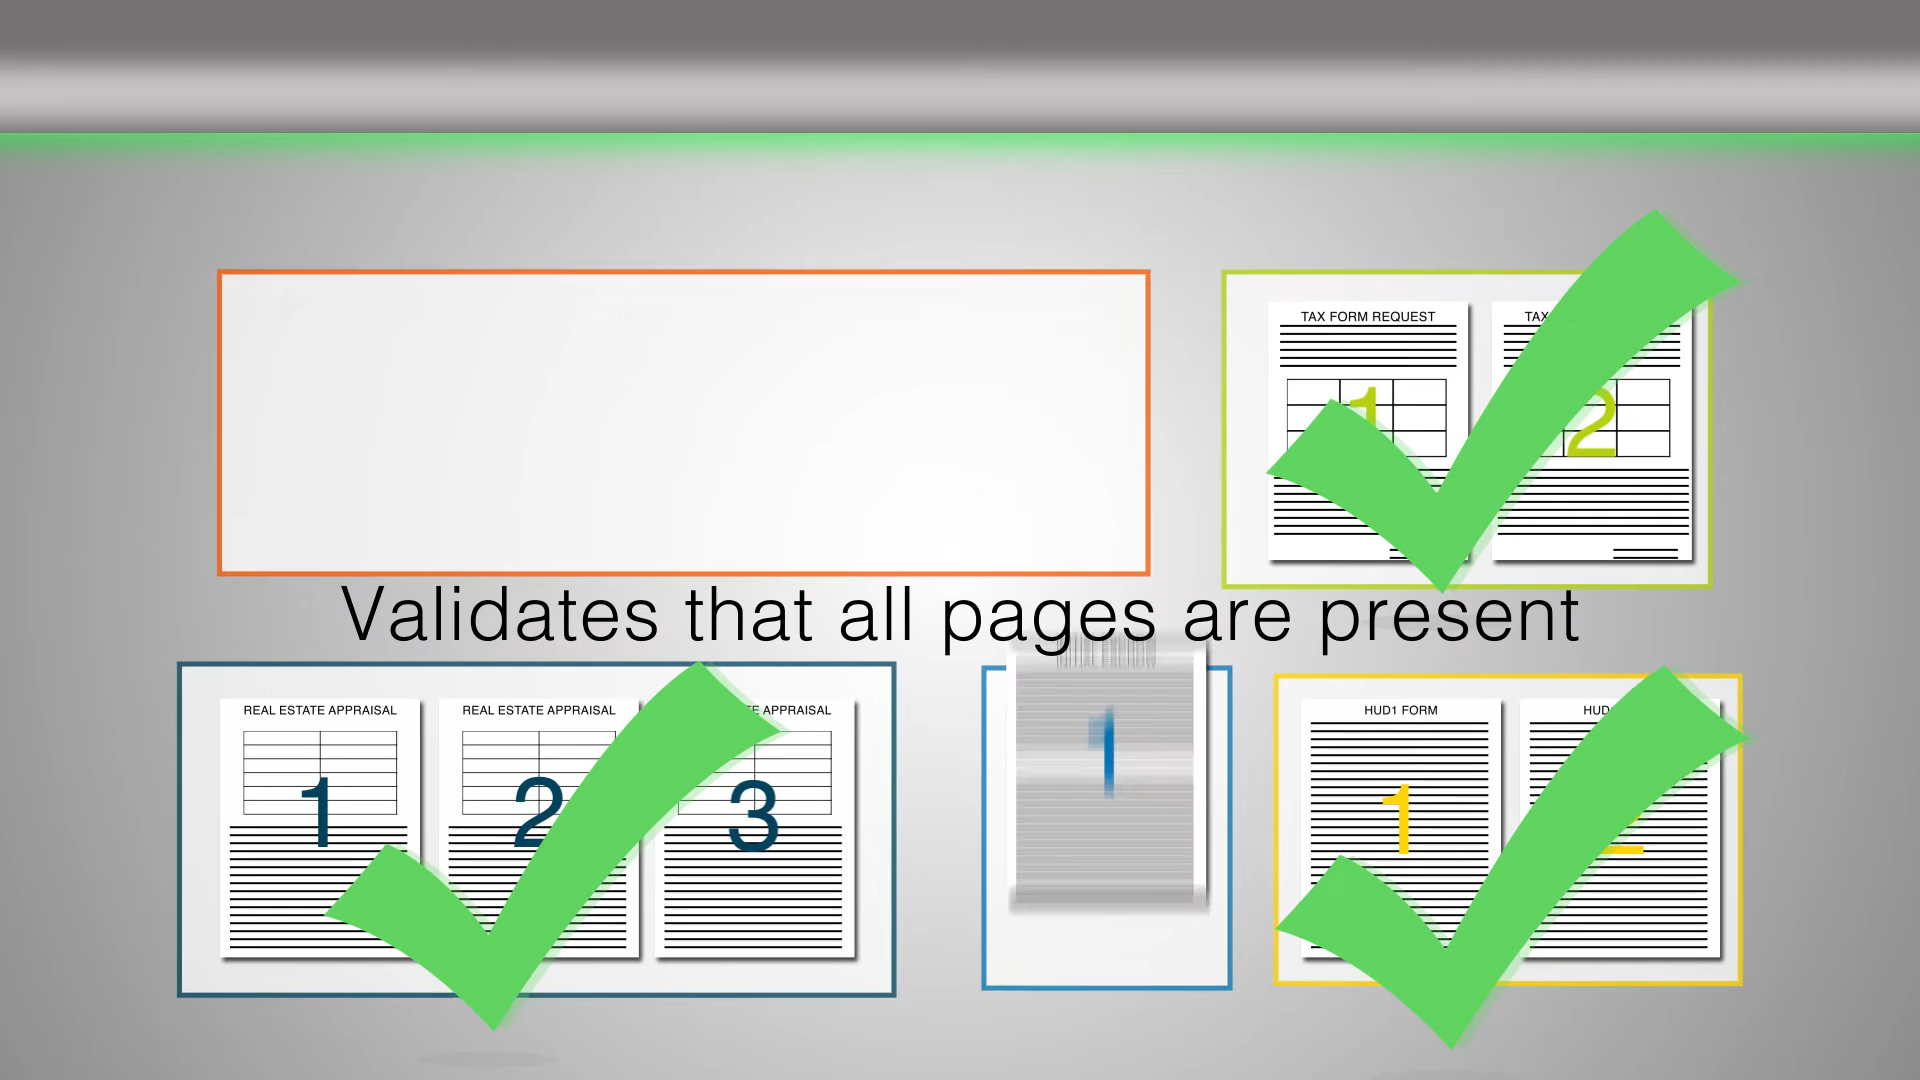 TAX FORM REQUEST
TAX
1
2
Validates that all pages are present
REAL ESTATE APPRAISAL
REAL ESTATE APPRAISAL
APPRAISAL
1
2
3
1
HUD1 FORM
1